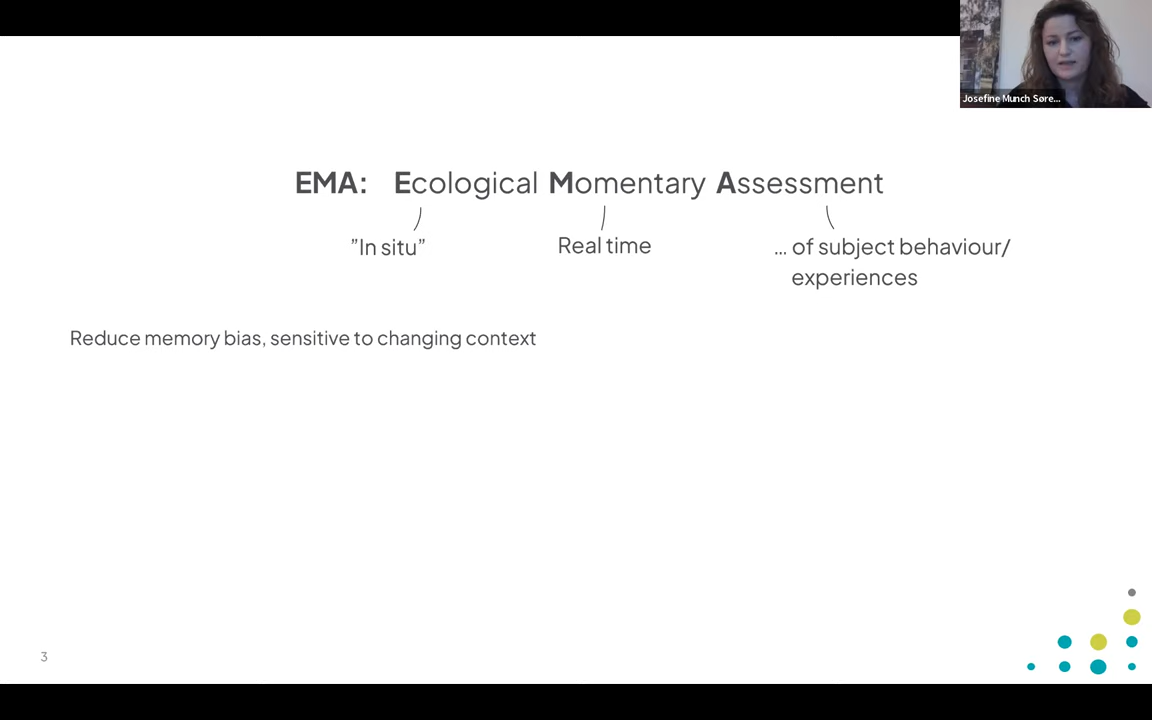 Josefine Munch Søre...
EMA: Ecological Momentary Assessment
”In situ”
Real time
... of subject behaviour/
experiences
Reduce memory bias, sensitive to changing context
3